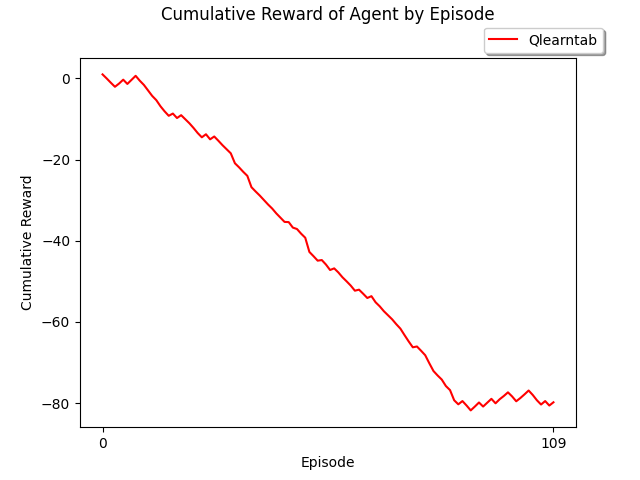 Cumulative Reward of Agent by Episode
Qlearntab
0
−20
−40
−60
−80
Cumulative Reward
0
109
Episode